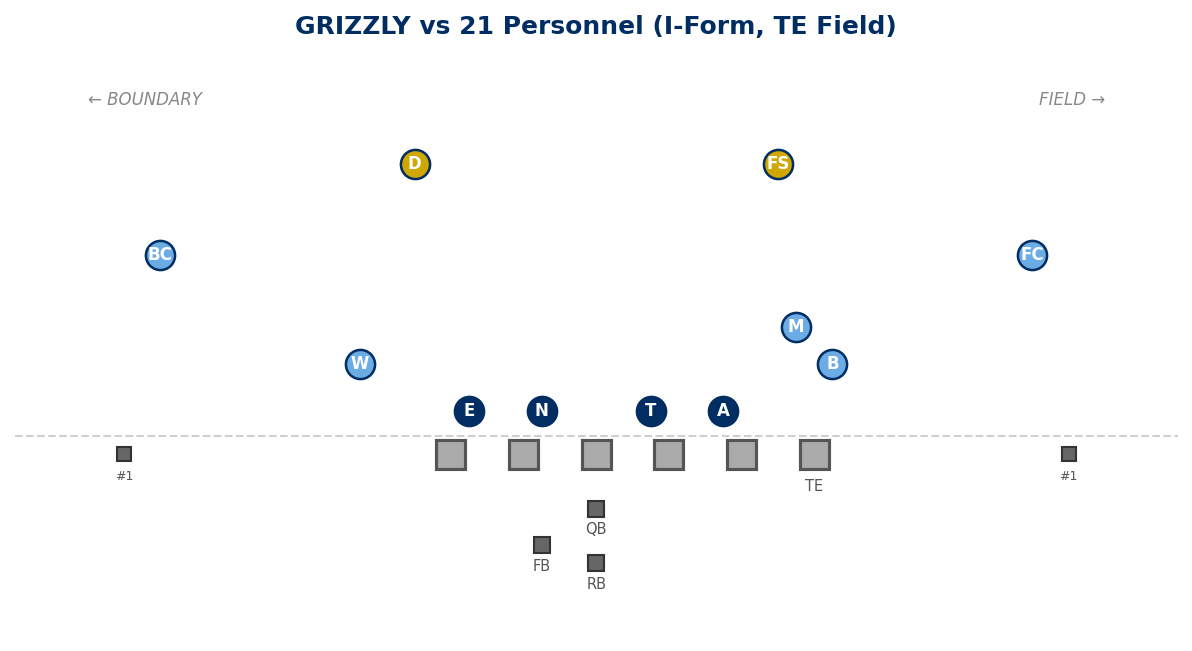 GRIZZLY vs 21 Personnel (I-Form, TE Field)
← BOUNDARY
FIELD →
D
FS
BC
FC
M
W
B
E
N
T
A
#1
#1
TE
QB
FB
RB